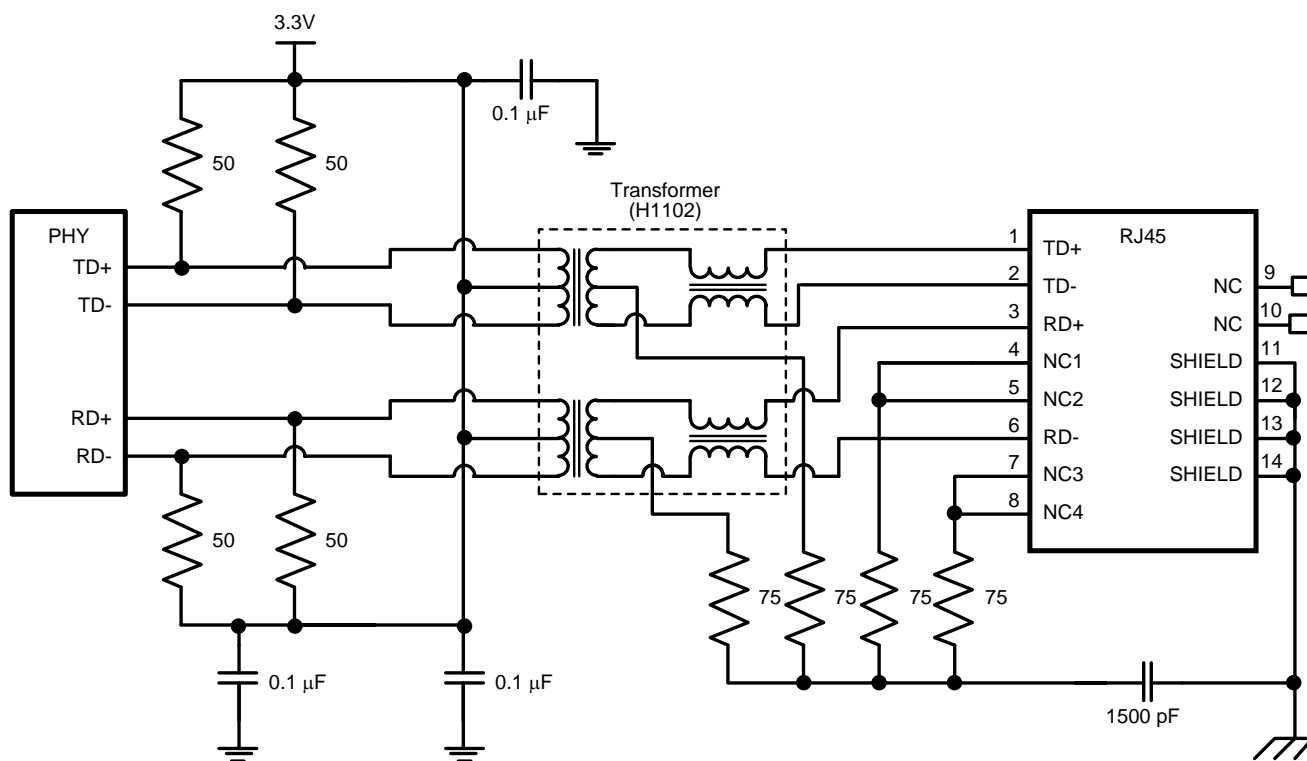 3.3V
0.1 μF
50
50
Transformer
(H1102)
PHY
TD+
TD-
RD+
RD-
1
2
3
4
5
6
7
8
RJ45
TD+
TD-
RD+
NC1
NC2
RD-
NC3
NC4
NC
NC
SHIELD
SHIELD
SHIELD
SHIELD
9
10
11
12
13
14
50
50
75
75
75
75
0.1 μF
0.1 μF
1500 pF